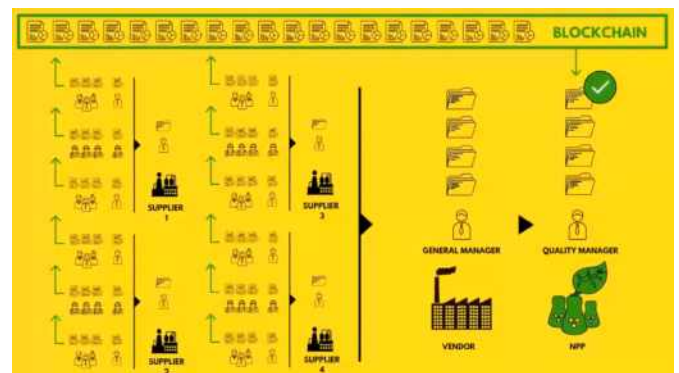 BLOCKCHAIN
SUPPLIER
1
SUPPLIER
3
GENERAL MANAGER
QUALITY MANAGER
SUPPLIER
2
SUPPLIER
4
VENDOR
NPP